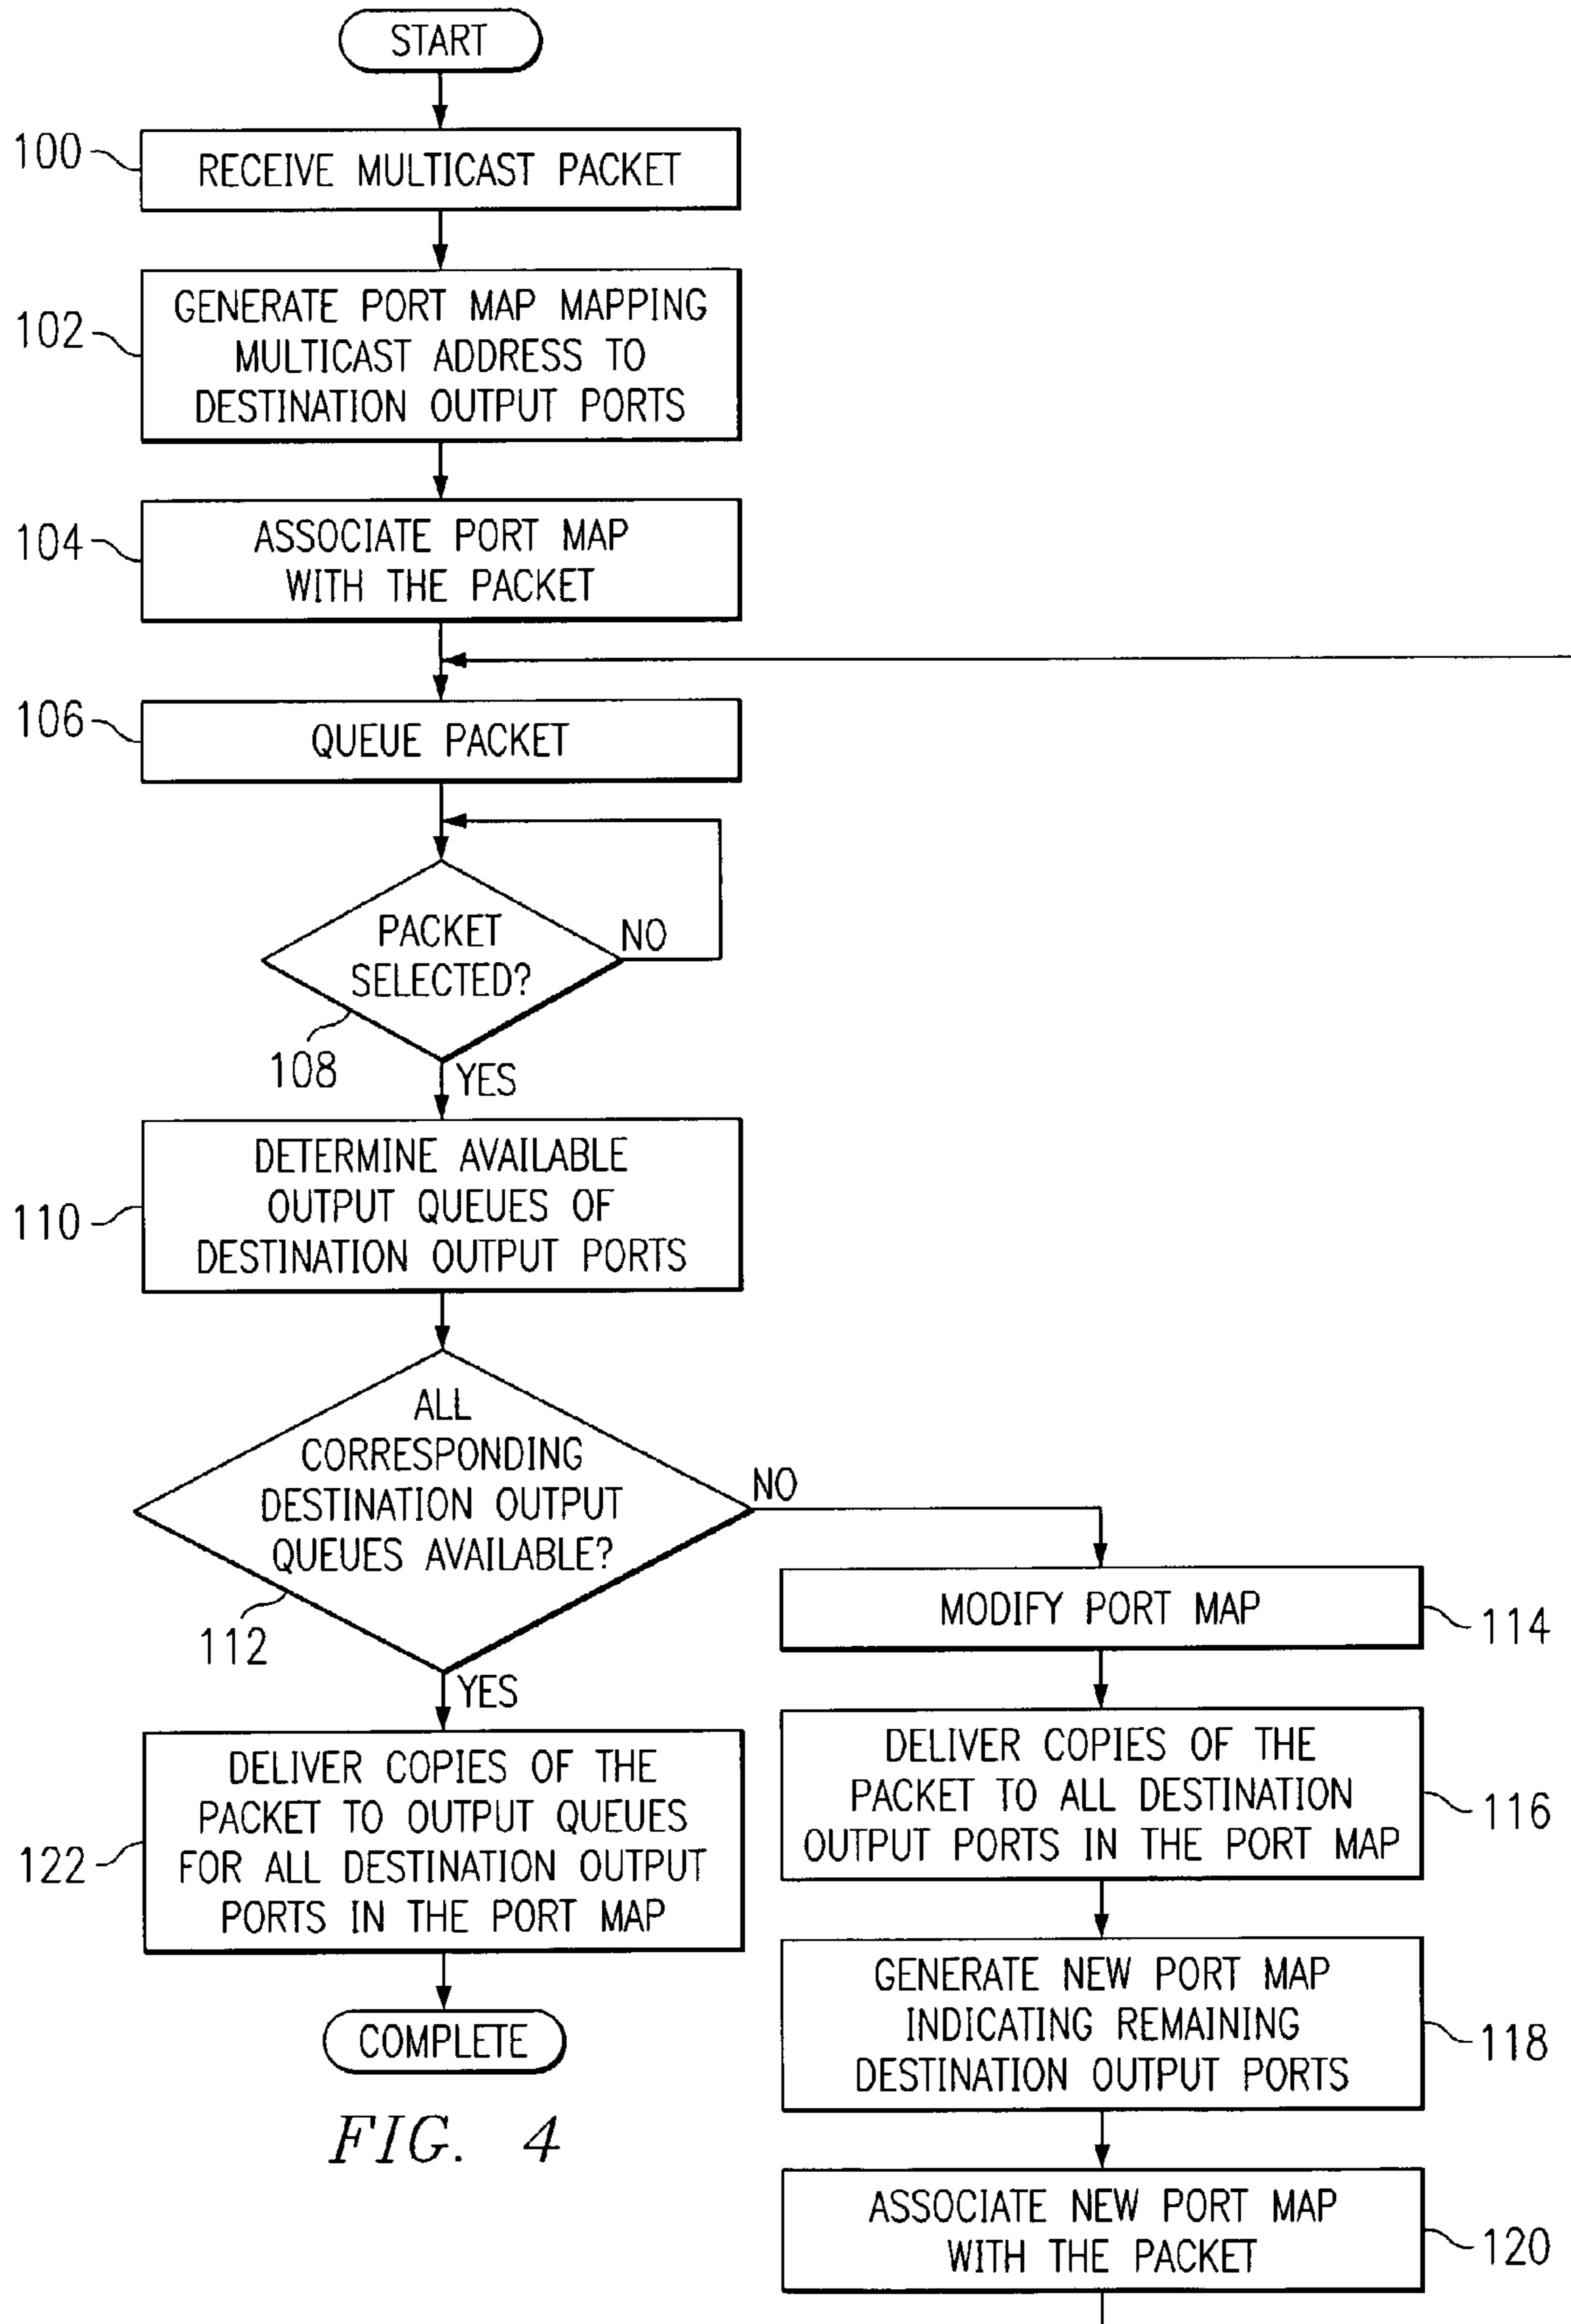 START
100
RECEIVE MULTICAST PACKET
102
GENERATE PORT MAP MAPPING
MULTICAST ADDRESS TO
DESTINATION OUTPUT PORTS
104
ASSOCIATE PORT MAP
WITH THE PACKET
106
QUEUE PACKET
PACKET
SELECTED?
NO
108
YES
110
DETERMINE AVAILABLE
OUTPUT QUEUES OF
DESTINATION OUTPUT PORTS
ALL
CORRESPONDING
DESTINATION OUTPUT
QUEUES AVAILABLE?
NO
112
YES
122
DELIVER COPIES OF THE
PACKET TO OUTPUT QUEUES
FOR ALL DESTINATION OUTPUT
PORTS IN THE PORT MAP
COMPLETE
MODIFY PORT MAP
114
DELIVER COPIES OF THE
PACKET TO ALL DESTINATION
OUTPUT PORTS IN THE PORT MAP
116
GENERATE NEW PORT MAP
INDICATING REMAINING
DESTINATION OUTPUT PORTS
118
ASSOCIATE NEW PORT MAP
WITH THE PACKET
120
FIG. 4